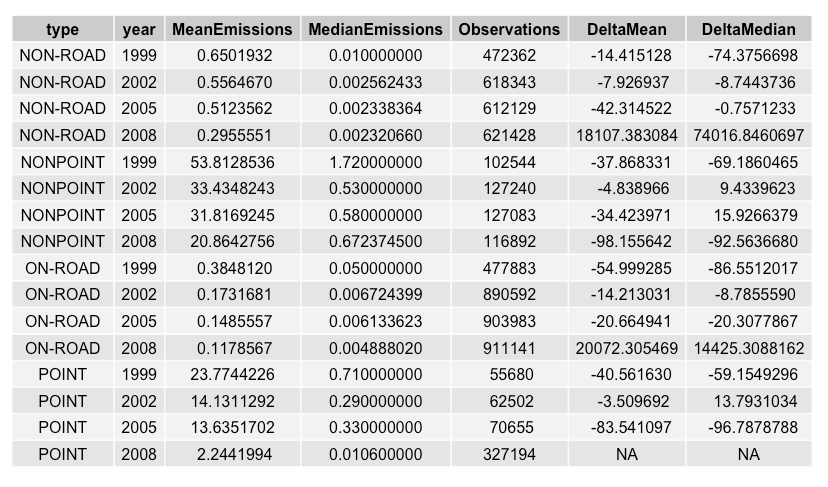 type year MeanEmissions MedianEmissions Observations DeltaMean DeltaMedian
NON-ROAD 1999 0.6501932 0.010000000 472362 -14.415128 -74.3756698
NON-ROAD 2002 0.5564670 0.002562433 618343 -7.926937 -8.7443736
NON-ROAD 2005 0.5123562 0.002338364 612129 -42.314522 -0.7571233
NON-ROAD 2008 0.2955551 0.002320660 621428 18107.383084 74016.8460697
NONPOINT 1999 53.8128536 1.720000000 102544 -37.868331 -69.1860465
NONPOINT 2002 33.4348243 0.530000000 127240 -4.838966 9.4339623
NONPOINT 2005 31.8169245 0.580000000 127083 -34.423971 15.9266379
NONPOINT 2008 20.8642756 0.672374500 116892 -98.155642 -92.5636680
ON-ROAD 1999 0.3848120 0.050000000 477883 -54.999285 -86.5512017
ON-ROAD 2002 0.1731681 0.006724399 890592 -14.213031 -8.7855590
ON-ROAD 2005 0.1485557 0.006133623 903983 -20.664941 -20.3077867
ON-ROAD 2008 0.1178567 0.004888020 911141 20072.305469 14425.3088162
POINT 1999 23.7744226 0.710000000 55680 -40.561630 -59.1549296
POINT 2002 14.1311292 0.290000000 62502 -3.509692 13.7931034
POINT 2005 13.6351702 0.330000000 70655 -83.541097 -96.7878788
POINT 2008 2.2441994 0.010600000 327194 NA NA